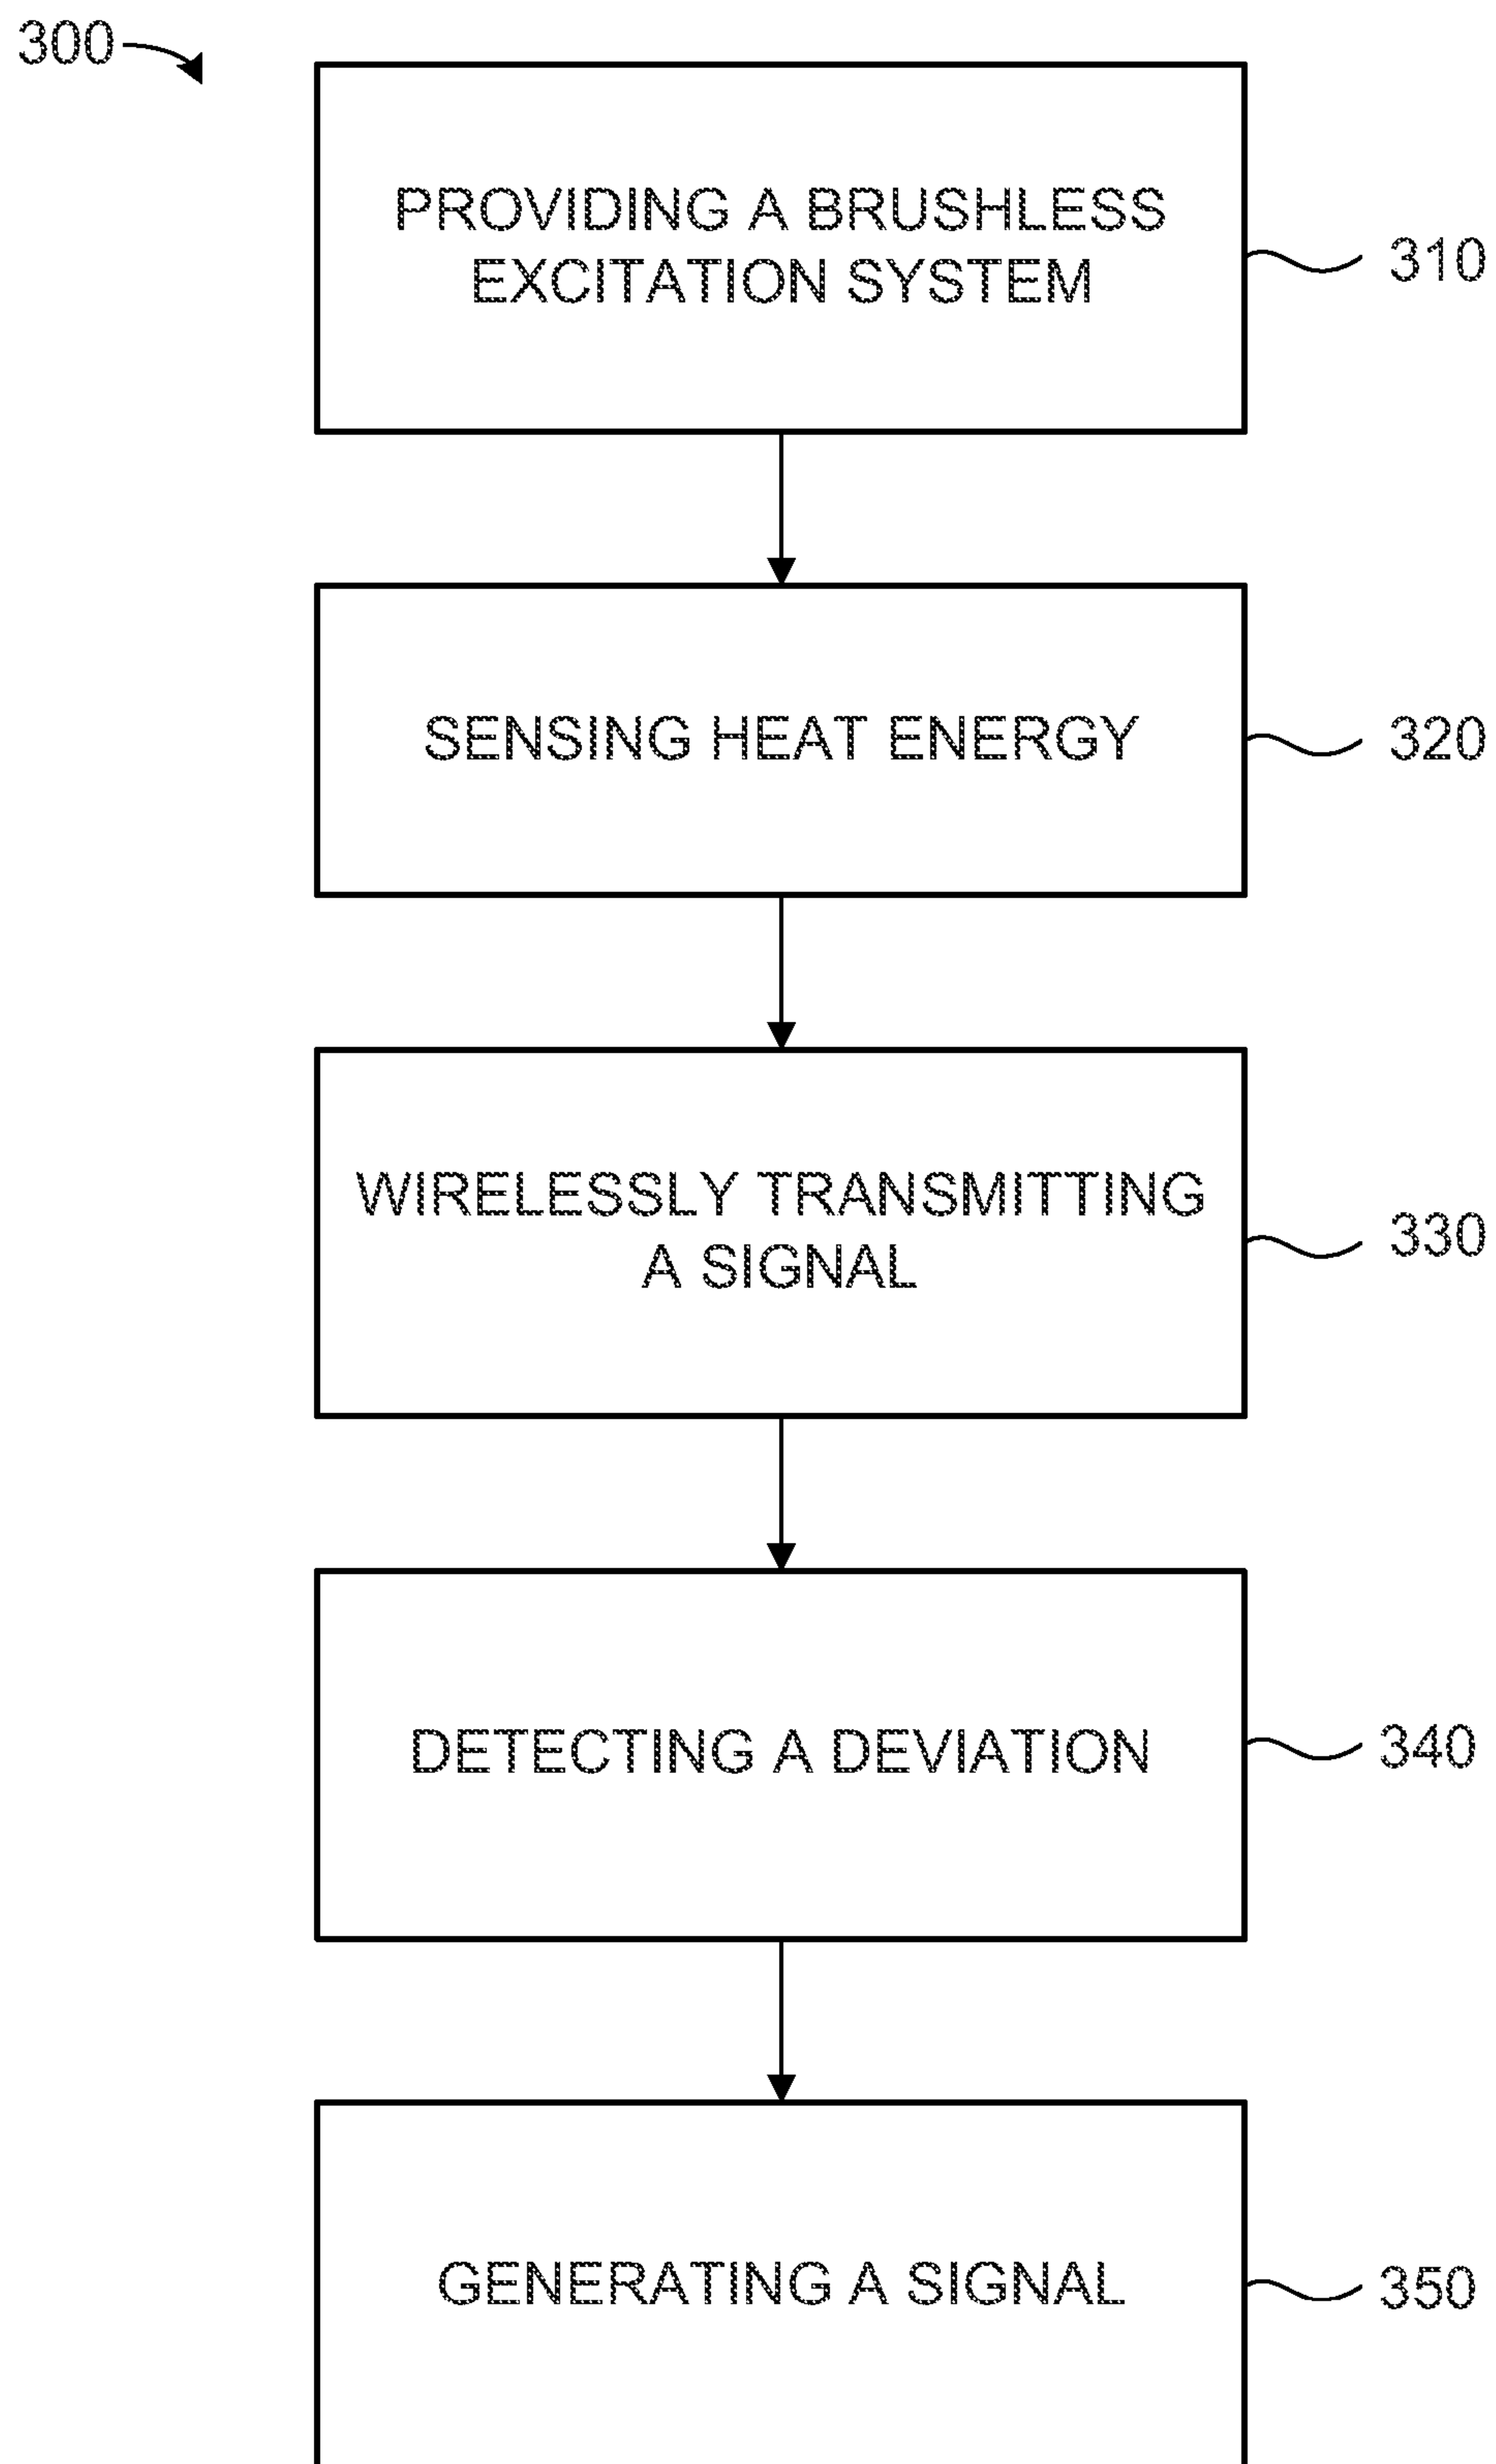 300
PROVIDING A BRUSHLESS
EXCITATION SYSTEM
310
SENSING HEAT ENERGY
320
WIRELESSLY TRANSMITTING
A SIGNAL
330
DETECTING A DEVIATION
340
GENERATING A SIGNAL
350